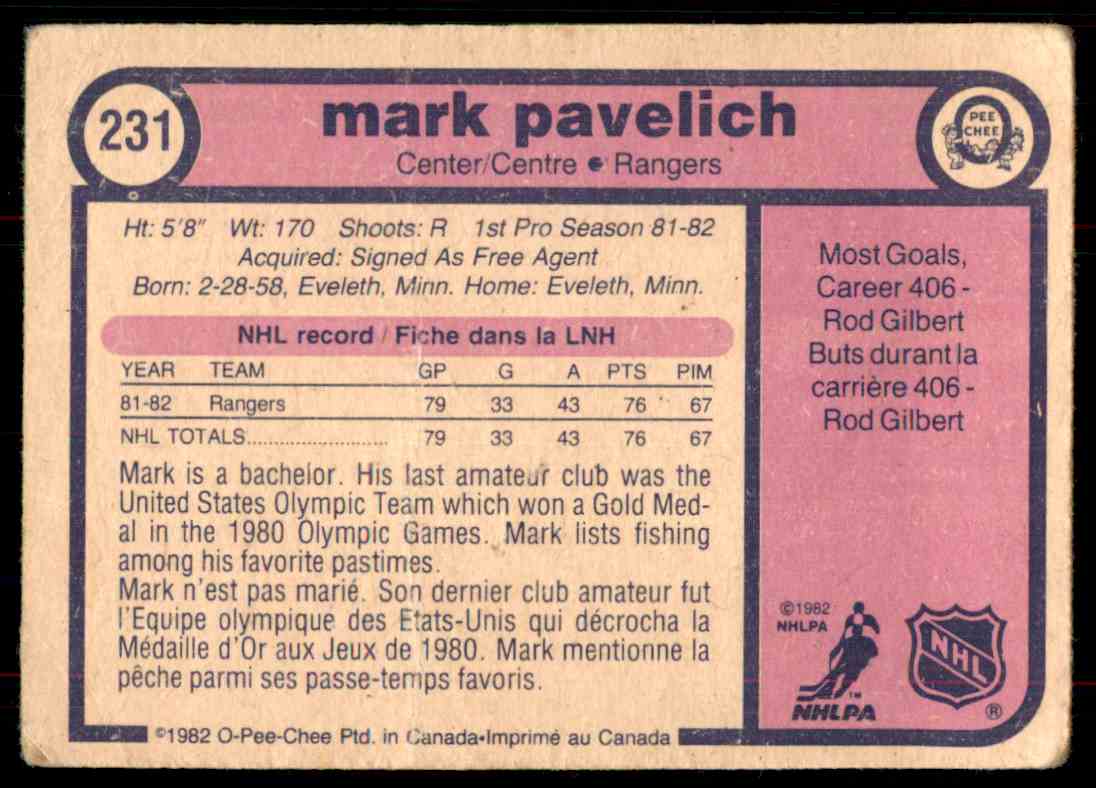 231
mark pavelich
Center/Centre • Rangers
O
PEE
CHEE
Ht: 5'8" Wt: 170 Shoots: R 1st Pro Season 81-82
Acquired: Signed As Free Agent
Born: 2-28-58, Eveleth, Minn. Home: Eveleth, Minn.
NHL record / Fiche dans la LNH
YEAR TEAM GP G A PTS PIM
81-82 Rangers 79 33 43 76 67
NHL TOTALS............................ 79 33 43 76 67
Mark is a bachelor. His last amateur club was the
United States Olympic Team which won a Gold Med-
al in the 1980 Olympic Games. Mark lists fishing
among his favorite pastimes.
Mark n'est pas marié. Son dernier club amateur fut
l'Equipe olympique des Etats-Unis qui décrocha la
Médaille d'Or aux Jeux de 1980. Mark mentionne la
pêche parmi ses passe-temps favoris.
Most Goals,
Career 406 -
Rod Gilbert
Buts durant la
carrière 406 -
Rod Gilbert
©1982
NHLPA
NHL
TM
NHLPA
®
©1982 O-Pee-Chee Ptd. in Canada•Imprimé au Canada